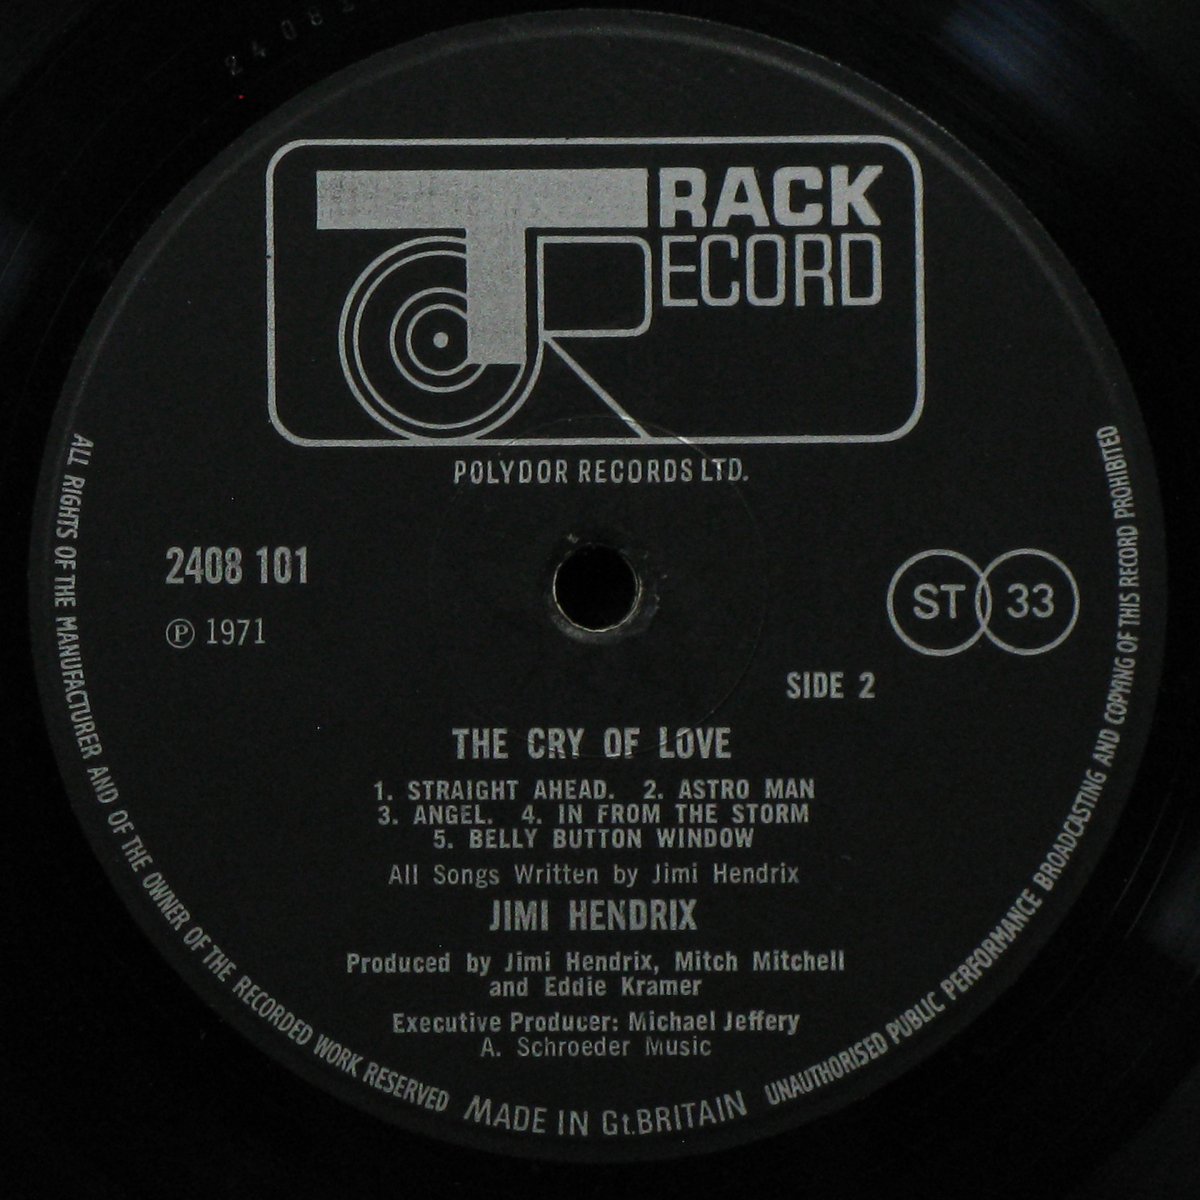 TRACK
RECORD
POLYDOR RECORDS LTD.
2408 101
℗ 1971
ST 33
SIDE 2
THE CRY OF LOVE
1. STRAIGHT AHEAD. 2. ASTRO MAN
3. ANGEL. 4. IN FROM THE STORM
5. BELLY BUTTON WINDOW
All Songs Written by Jimi Hendrix
JIMI HENDRIX
Produced by Jimi Hendrix, Mitch Mitchell
and Eddie Kramer
Executive Producer: Michael Jeffery
A. Schroeder Music
ALL RIGHTS OF THE MANUFACTURER AND OF THE OWNER OF THE RECORDED WORK RESERVED
MADE IN Gt. BRITAIN
UNAUTHORISED PUBLIC PERFORMANCE BROADCASTING AND COPYING OF THIS RECORD PROHIBITED